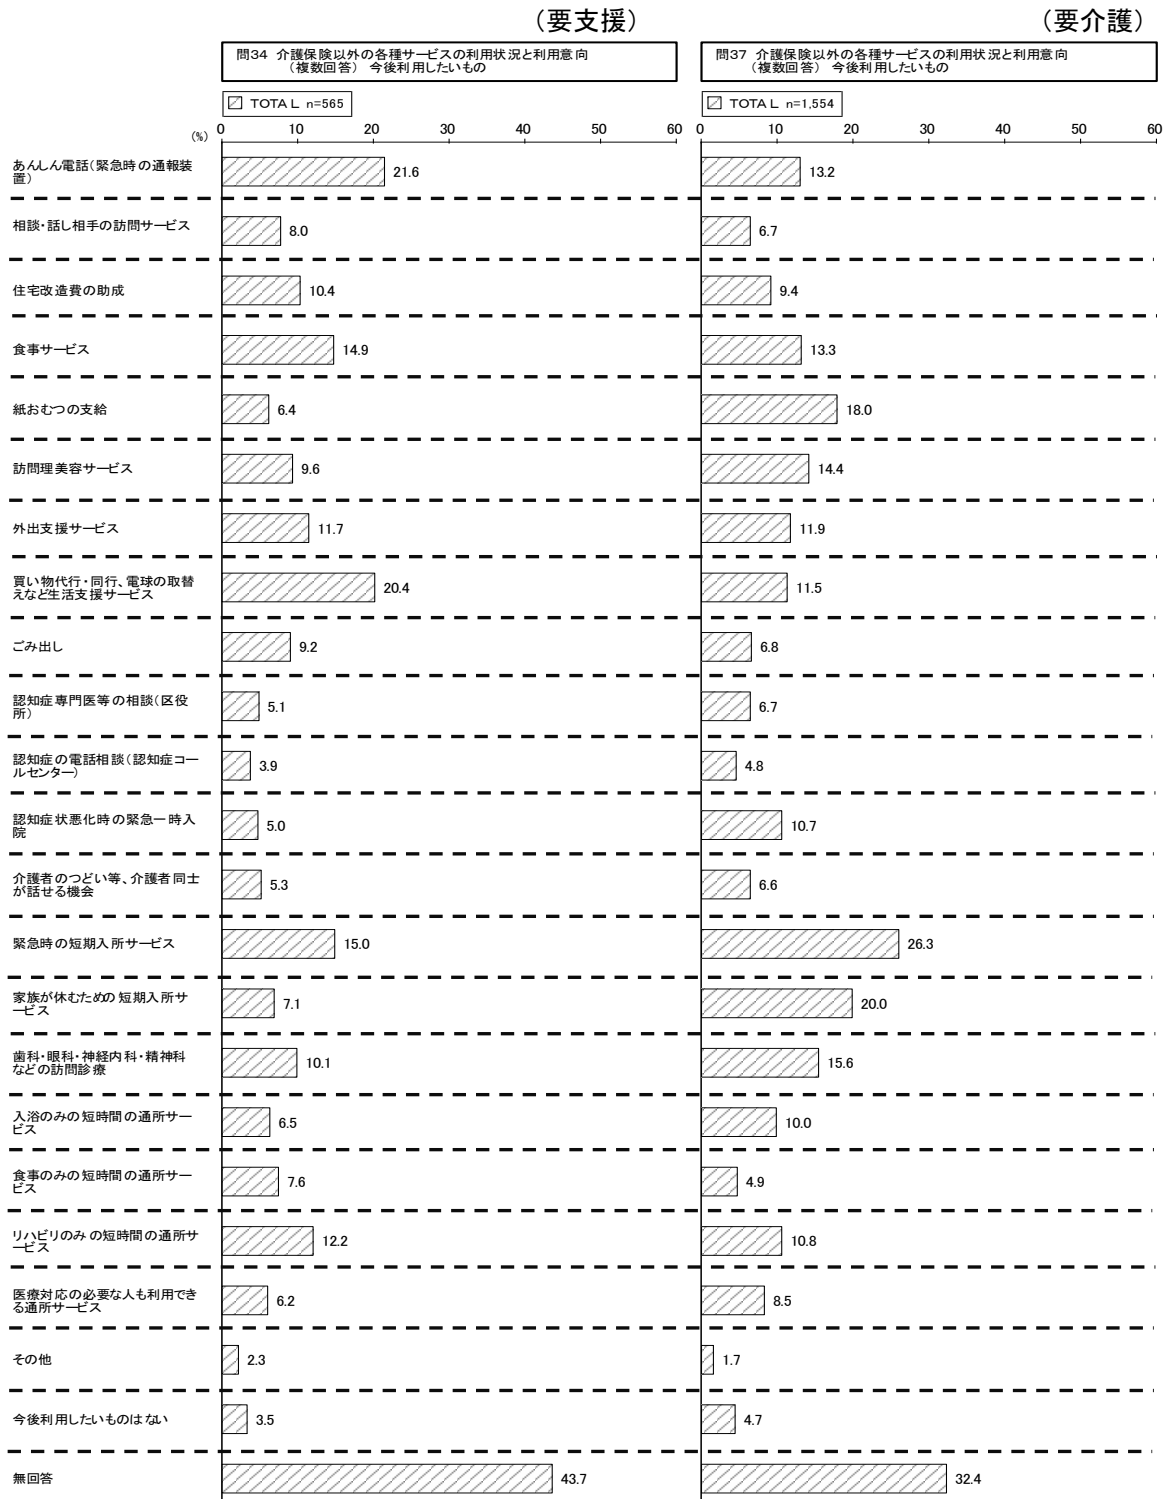 （要支援）
（要介護）
問34 介護保険以外の各種サービスの利用状況と利用意向
（複数回答） 今後利用したいもの
問37 介護保険以外の各種サービスの利用状況と利用意向
（複数回答） 今後利用したいもの
TOTAL n=565
TOTAL n=1,554
(%) 0 10 20 30 40 50 60 0 10 20 30 40 50 60
あんしん電話（緊急時の通報装
置）
21.6 13.2
相談・話し相手の訪問サービス
8.0 6.7
住宅改造費の助成
10.4 9.4
食事サービス
14.9 13.3
紙おむつの支給
6.4 18.0
訪問理美容サービス
9.6 14.4
外出支援サービス
11.7 11.9
買い物代行・同行、電球の取替
えなど生活支援サービス
20.4 11.5
ごみ出し
9.2 6.8
認知症専門医等の相談（区役
所）
5.1 6.7
認知症の電話相談（認知症コー
ルセンター）
3.9 4.8
認知症状悪化時の緊急一時入
院
5.0 10.7
介護者のつどい等、介護者同士
が話せる機会
5.3 6.6
緊急時の短期入所サービス
15.0 26.3
家族が休むための短期入所サ
ービス
7.1 20.0
歯科・眼科・神経内科・精神科
などの訪問診療
10.1 15.6
入浴のみの短時間の通所サー
ビス
6.5 10.0
食事のみの短時間の通所サー
ビス
7.6 4.9
リハビリのみの短時間の通所サ
ービス
12.2 10.8
医療対応の必要な人も利用でき
る通所サービス
6.2 8.5
その他
2.3 1.7
今後利用したいものはない
3.5 4.7
無回答
43.7 32.4